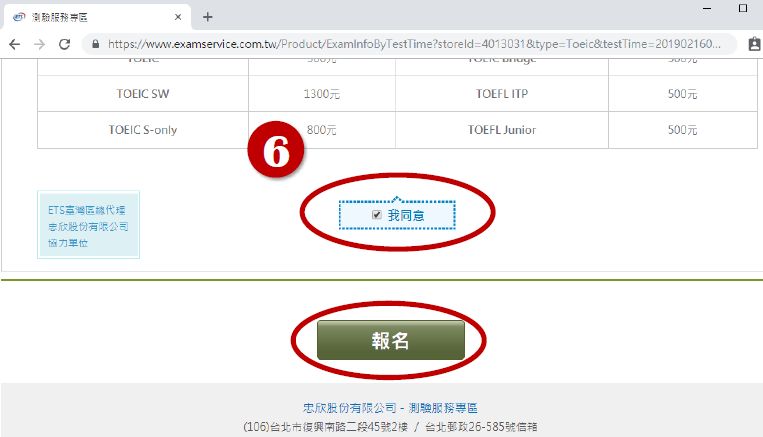 測驗服務專區
https://www.examservice.com.tw/Product/ExamInfoByTestTime?storeId=4013031&type=Toeic&testTime=201902160...
TOEIC SW 1300元 TOEFL ITP 500元
TOEIC S-only 800元 TOEFL Junior 500元
6
ETS臺灣區總代理
忠欣股份有限公司
協力單位
我同意
報名
忠欣股份有限公司 - 測驗服務專區
(106)台北市復興南路二段45號2樓 / 台北郵政26-585號信箱